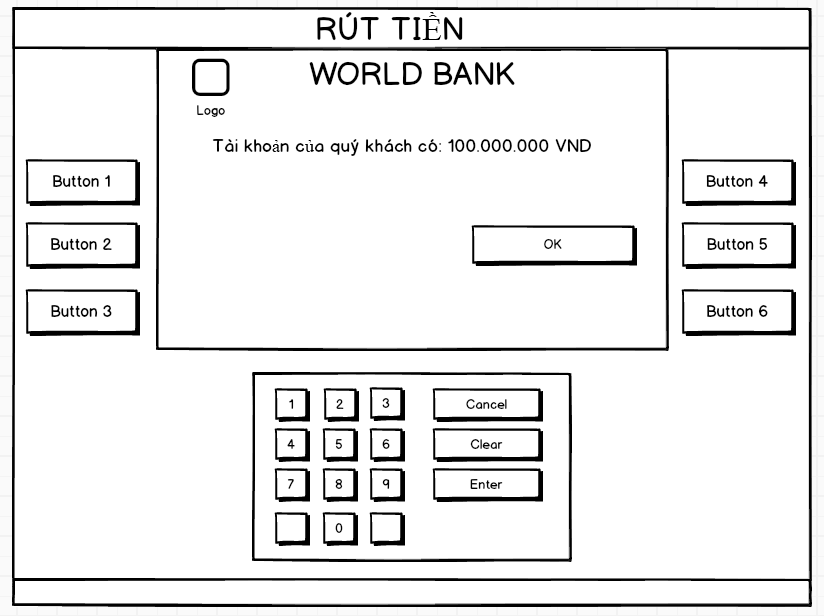 RÚT TIỀN
WORLD BANK
Logo
Tài khoản của quý khách có: 100.000.000 VND
Button 1
Button 4
OK
Button 2
Button 5
Button 3
Button 6
1 2 3 Cancel
4 5 6 Clear
7 8 9 Enter
0